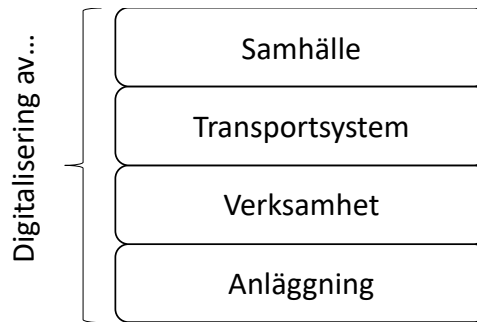 Digitalisering av...
Samhälle
Transportsystem
Verksamhet
Anläggning